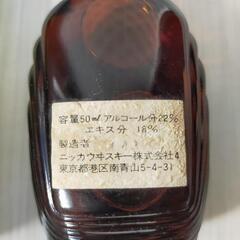 容量50mlアルコール分22%
エキス分 18%
製造者
ニッカウヰスキー株式会社4
東京都港区南青山5-4-31